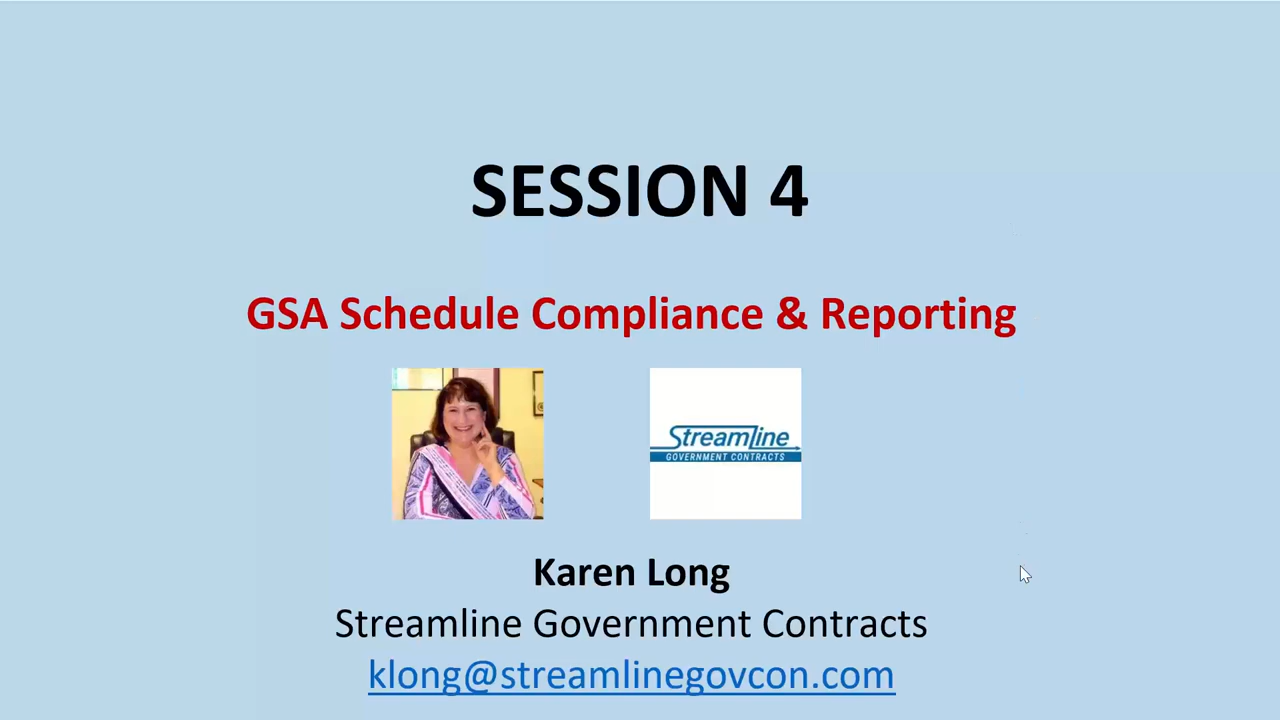 SESSION 4
GSA Schedule Compliance & Reporting
Streamline
GOVERNMENT CONTRACTS
Karen Long
Streamline Government Contracts
klong@streamlinegovcon.com